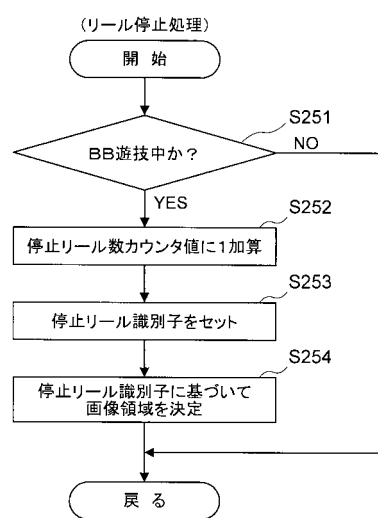 (リール停止処理)
開始
S251
BB遊技中か?
NO
YES
S252
停止リール数カウンタ値に1加算
S253
停止リール識別子をセット
S254
停止リール識別子に基づいて
画像領域を決定
戻る